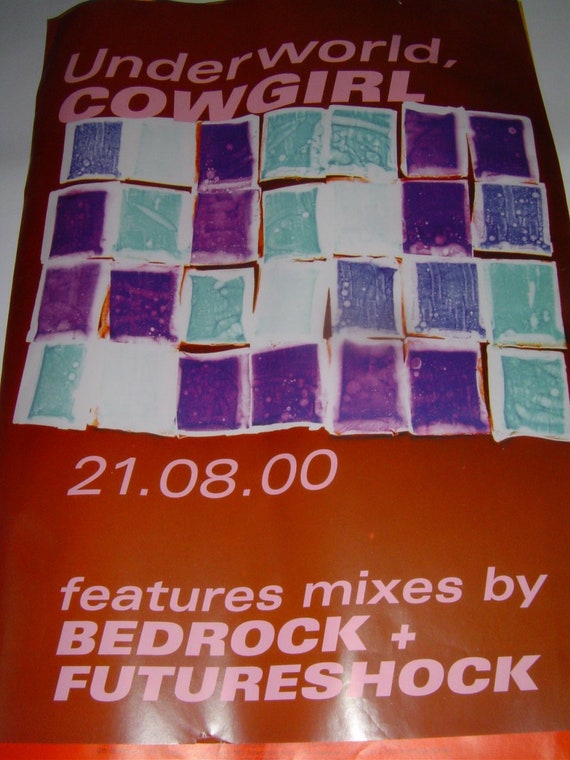 Underworld,
COWGIRL
21.08.00
features mixes by
BEDROCK +
FUTURESHOCK